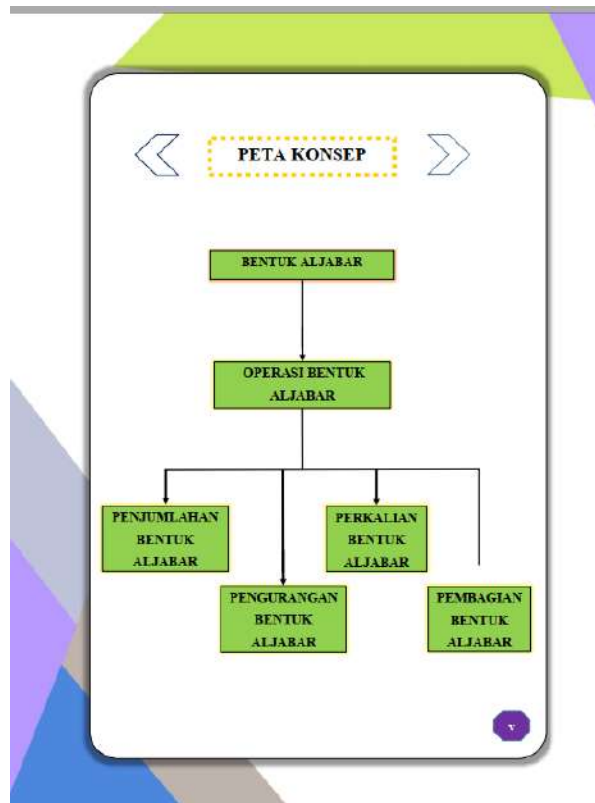 PETA KONSEP
BENTUK ALJABAR
OPERASI BENTUK
ALJABAR
PENJUMLAHAN
BENTUK
ALJABAR
PERKALIAN
BENTUK
ALJABAR
PENGURANGAN
BENTUK
ALJABAR
PEMBAGIAN
BENTUK
ALJABAR
v